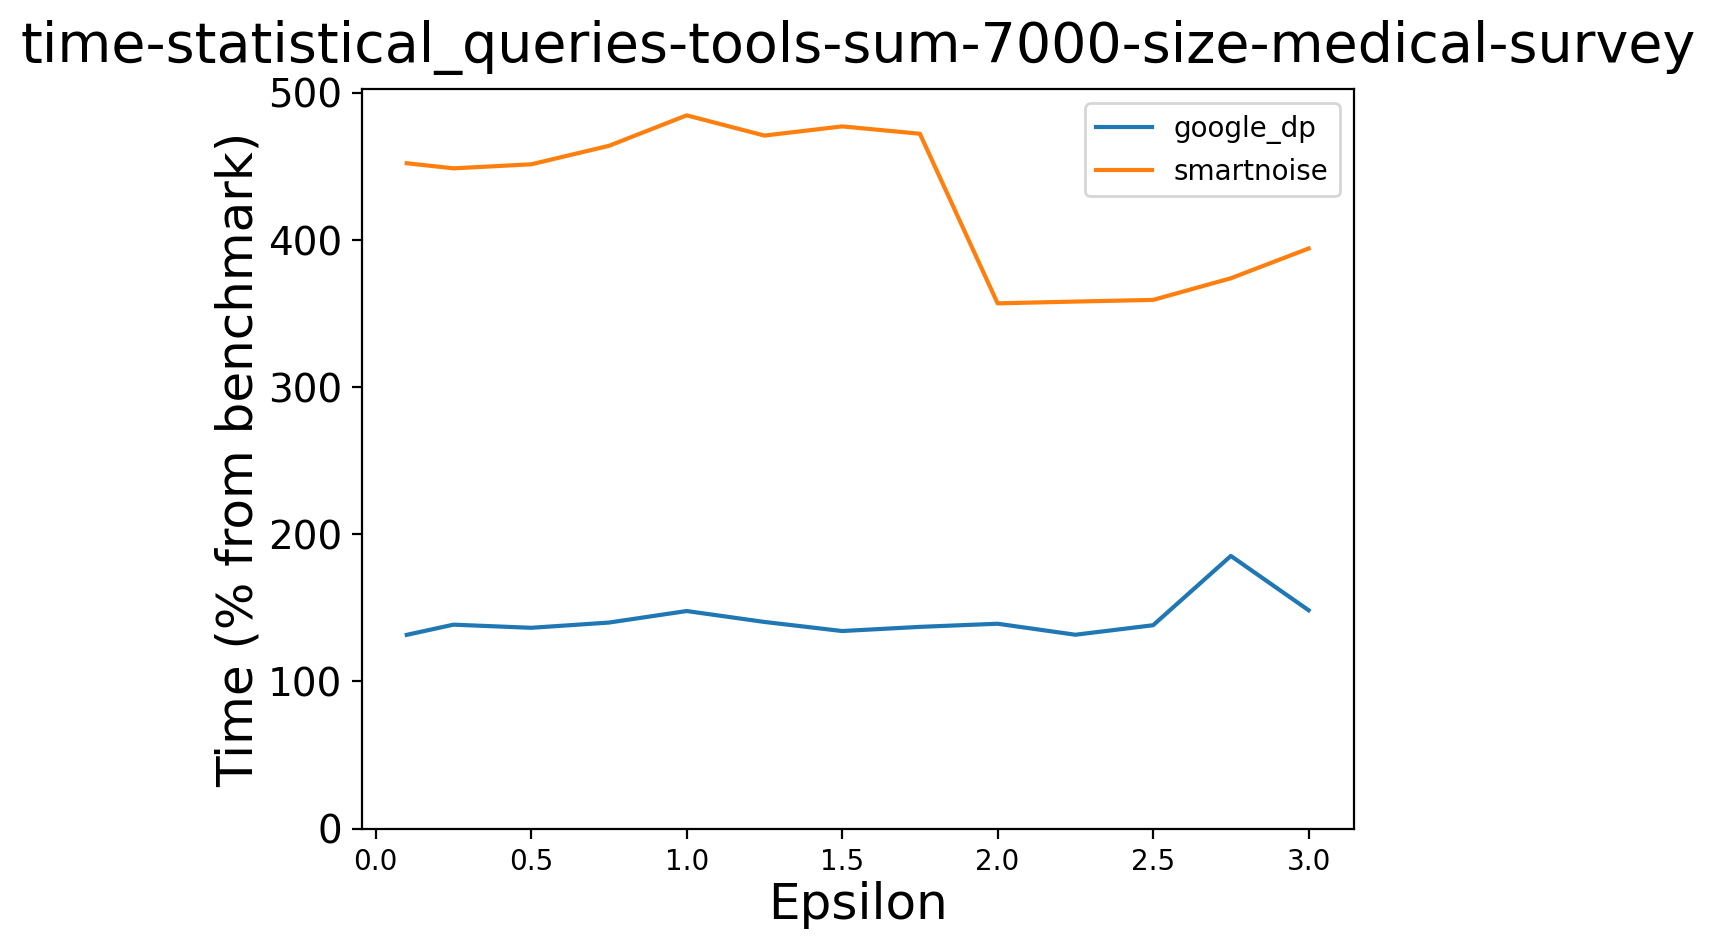 time-statistical_queries-tools-sum-7000-size-medical-survey
Time (% from benchmark)
500
400
300
200
100
0
google_dp
smartnoise
0.0 0.5 1.0 1.5 2.0 2.5 3.0
Epsilon